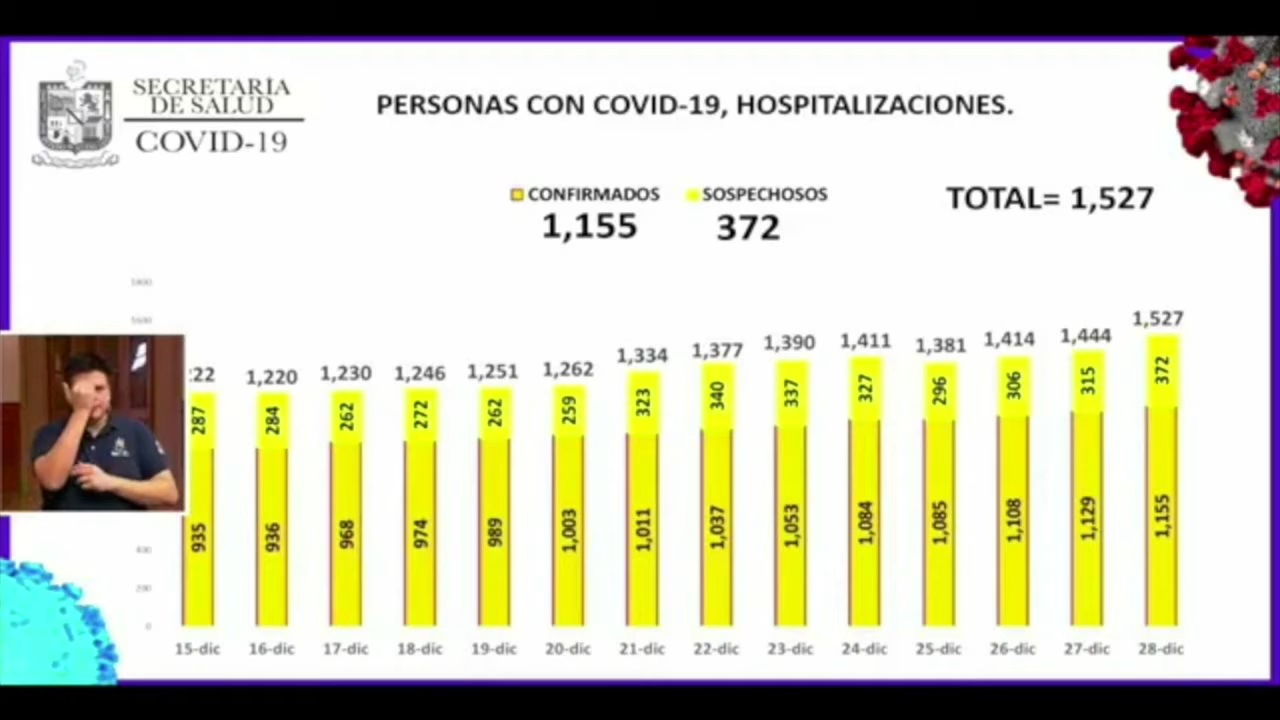 SECRETARÍA
DE SALUD
COVID-19
PERSONAS CON COVID-19, HOSPITALIZACIONES.
CONFIRMADOS SOSPECHOSOS
1,155 372
TOTAL= 1,527
1,527
1,444
1,411 1,414
1,390 1,381
1,377
1,334
:22 1,220 1,230 1,246 1,251 1,262
287 284 262 272 262 259 323 340 337 327 296 306 315 372
935 936 968 974 989 1,003 1,011 1,037 1,053 1,084 1,085 1,108 1,129 1,155
400
200
0
15-dic 16-dic 17-dic 18-dic 19-dic 20-dic 21-dic 22-dic 23-dic 24-dic 25-dic 26-dic 27-dic 28-dic